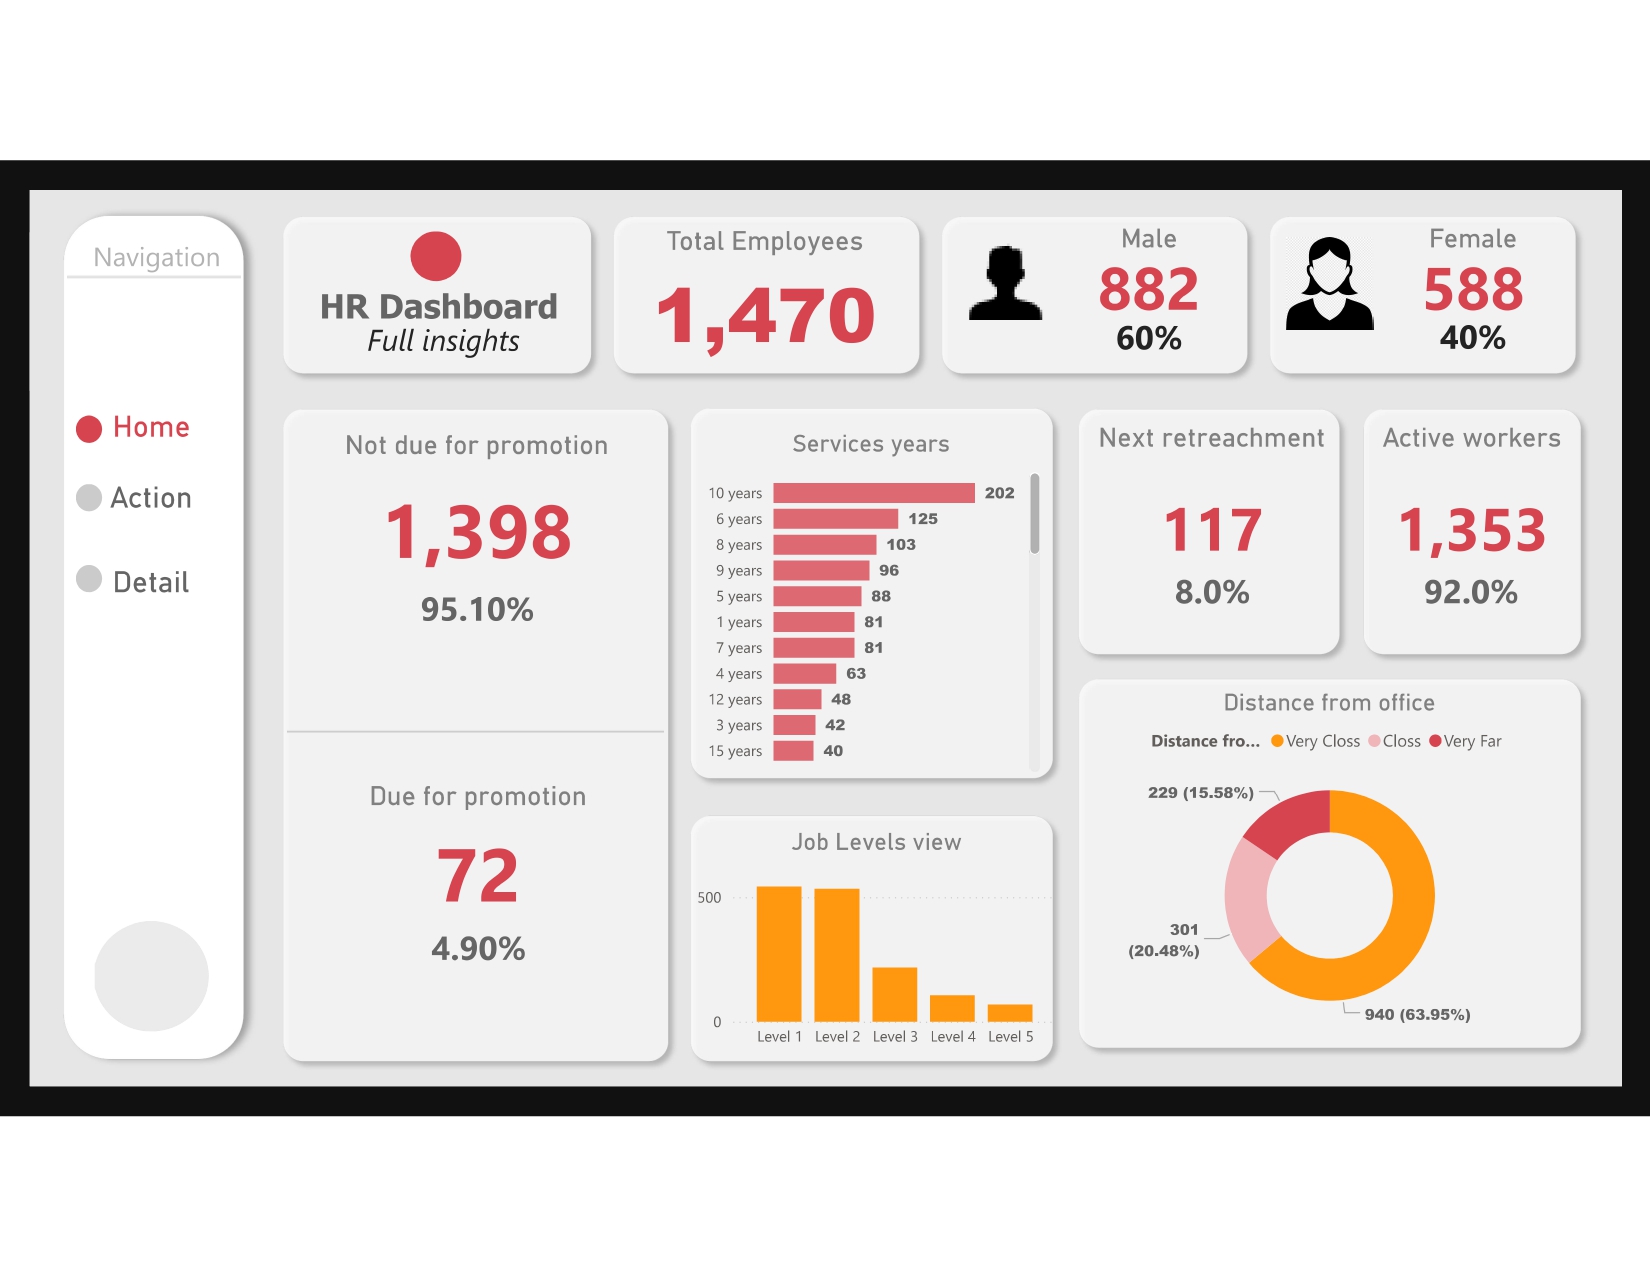 Navigation
Home
Action
Detail
HR Dashboard
Full insights
Total Employees
1,470
Male
882
60%
Female
588
40%
Not due for promotion
1,398
95.10%
Due for promotion
72
4.90%
Services years
10 years 202
6 years 125
8 years 103
9 years 96
5 years 88
1 years 81
7 years 81
4 years 63
12 years 48
3 years 42
15 years 40
Job Levels view
500
0
Level 1 Level 2 Level 3 Level 4 Level 5
Next retreachment
117
8.0%
Active workers
1,353
92.0%
Distance from office
Distance fro... Very Closs Closs Very Far
229 (15.58%)
301
(20.48%)
940 (63.95%)